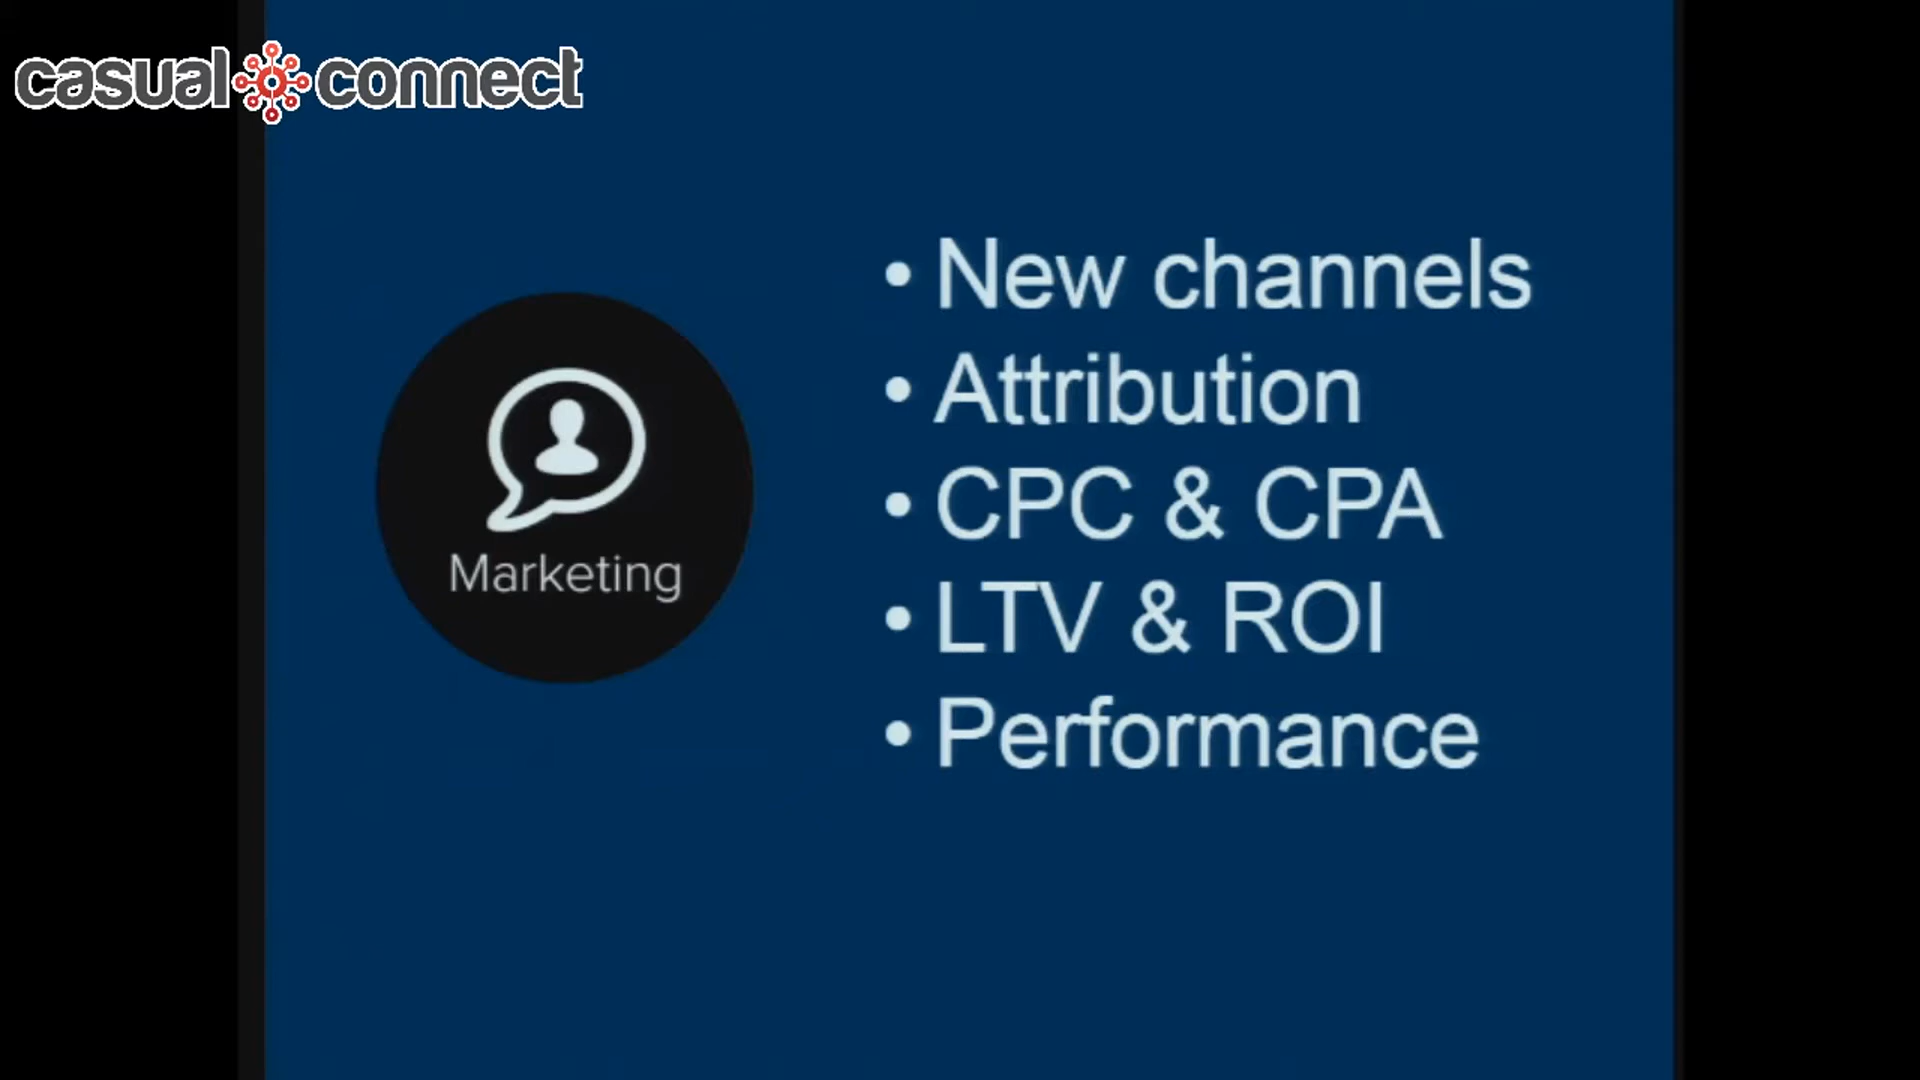 casual connect
Marketing
• New channels
• Attribution
• CPC & CPA
• LTV & ROI
• Performance